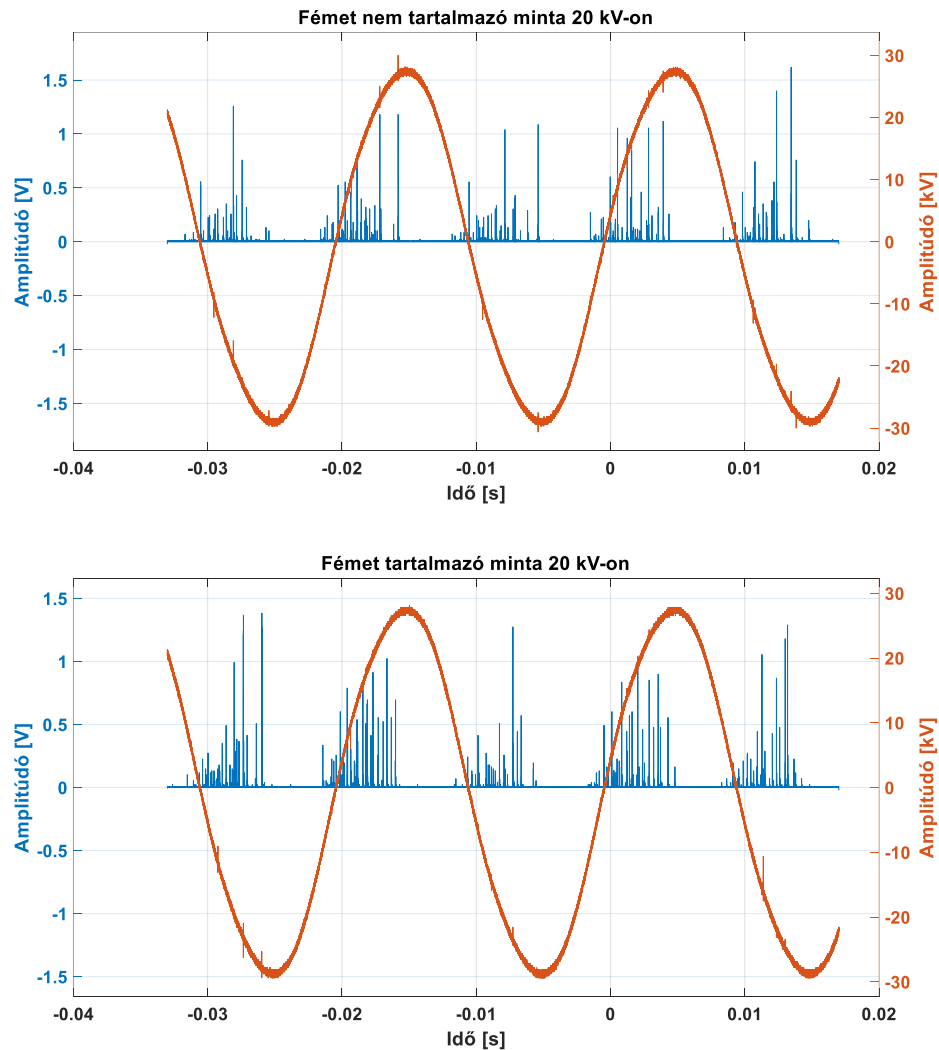 Fémet nem tartalmazó minta 20 kV-on
1.5
1
0.5
0
-0.5
-1
-1.5
Amplitúdó [V]
30
20
10
0
-10
-20
-30
Amplitúdó [kV]
-0.04 -0.03 -0.02 -0.01 0 0.01 0.02
Idő [s]
Fémet tartalmazó minta 20 kV-on
1.5
1
0.5
0
-0.5
-1
-1.5
Amplitúdó [V]
30
20
10
0
-10
-20
-30
Amplitúdó [kV]
-0.04 -0.03 -0.02 -0.01 0 0.01 0.02
Idő [s]